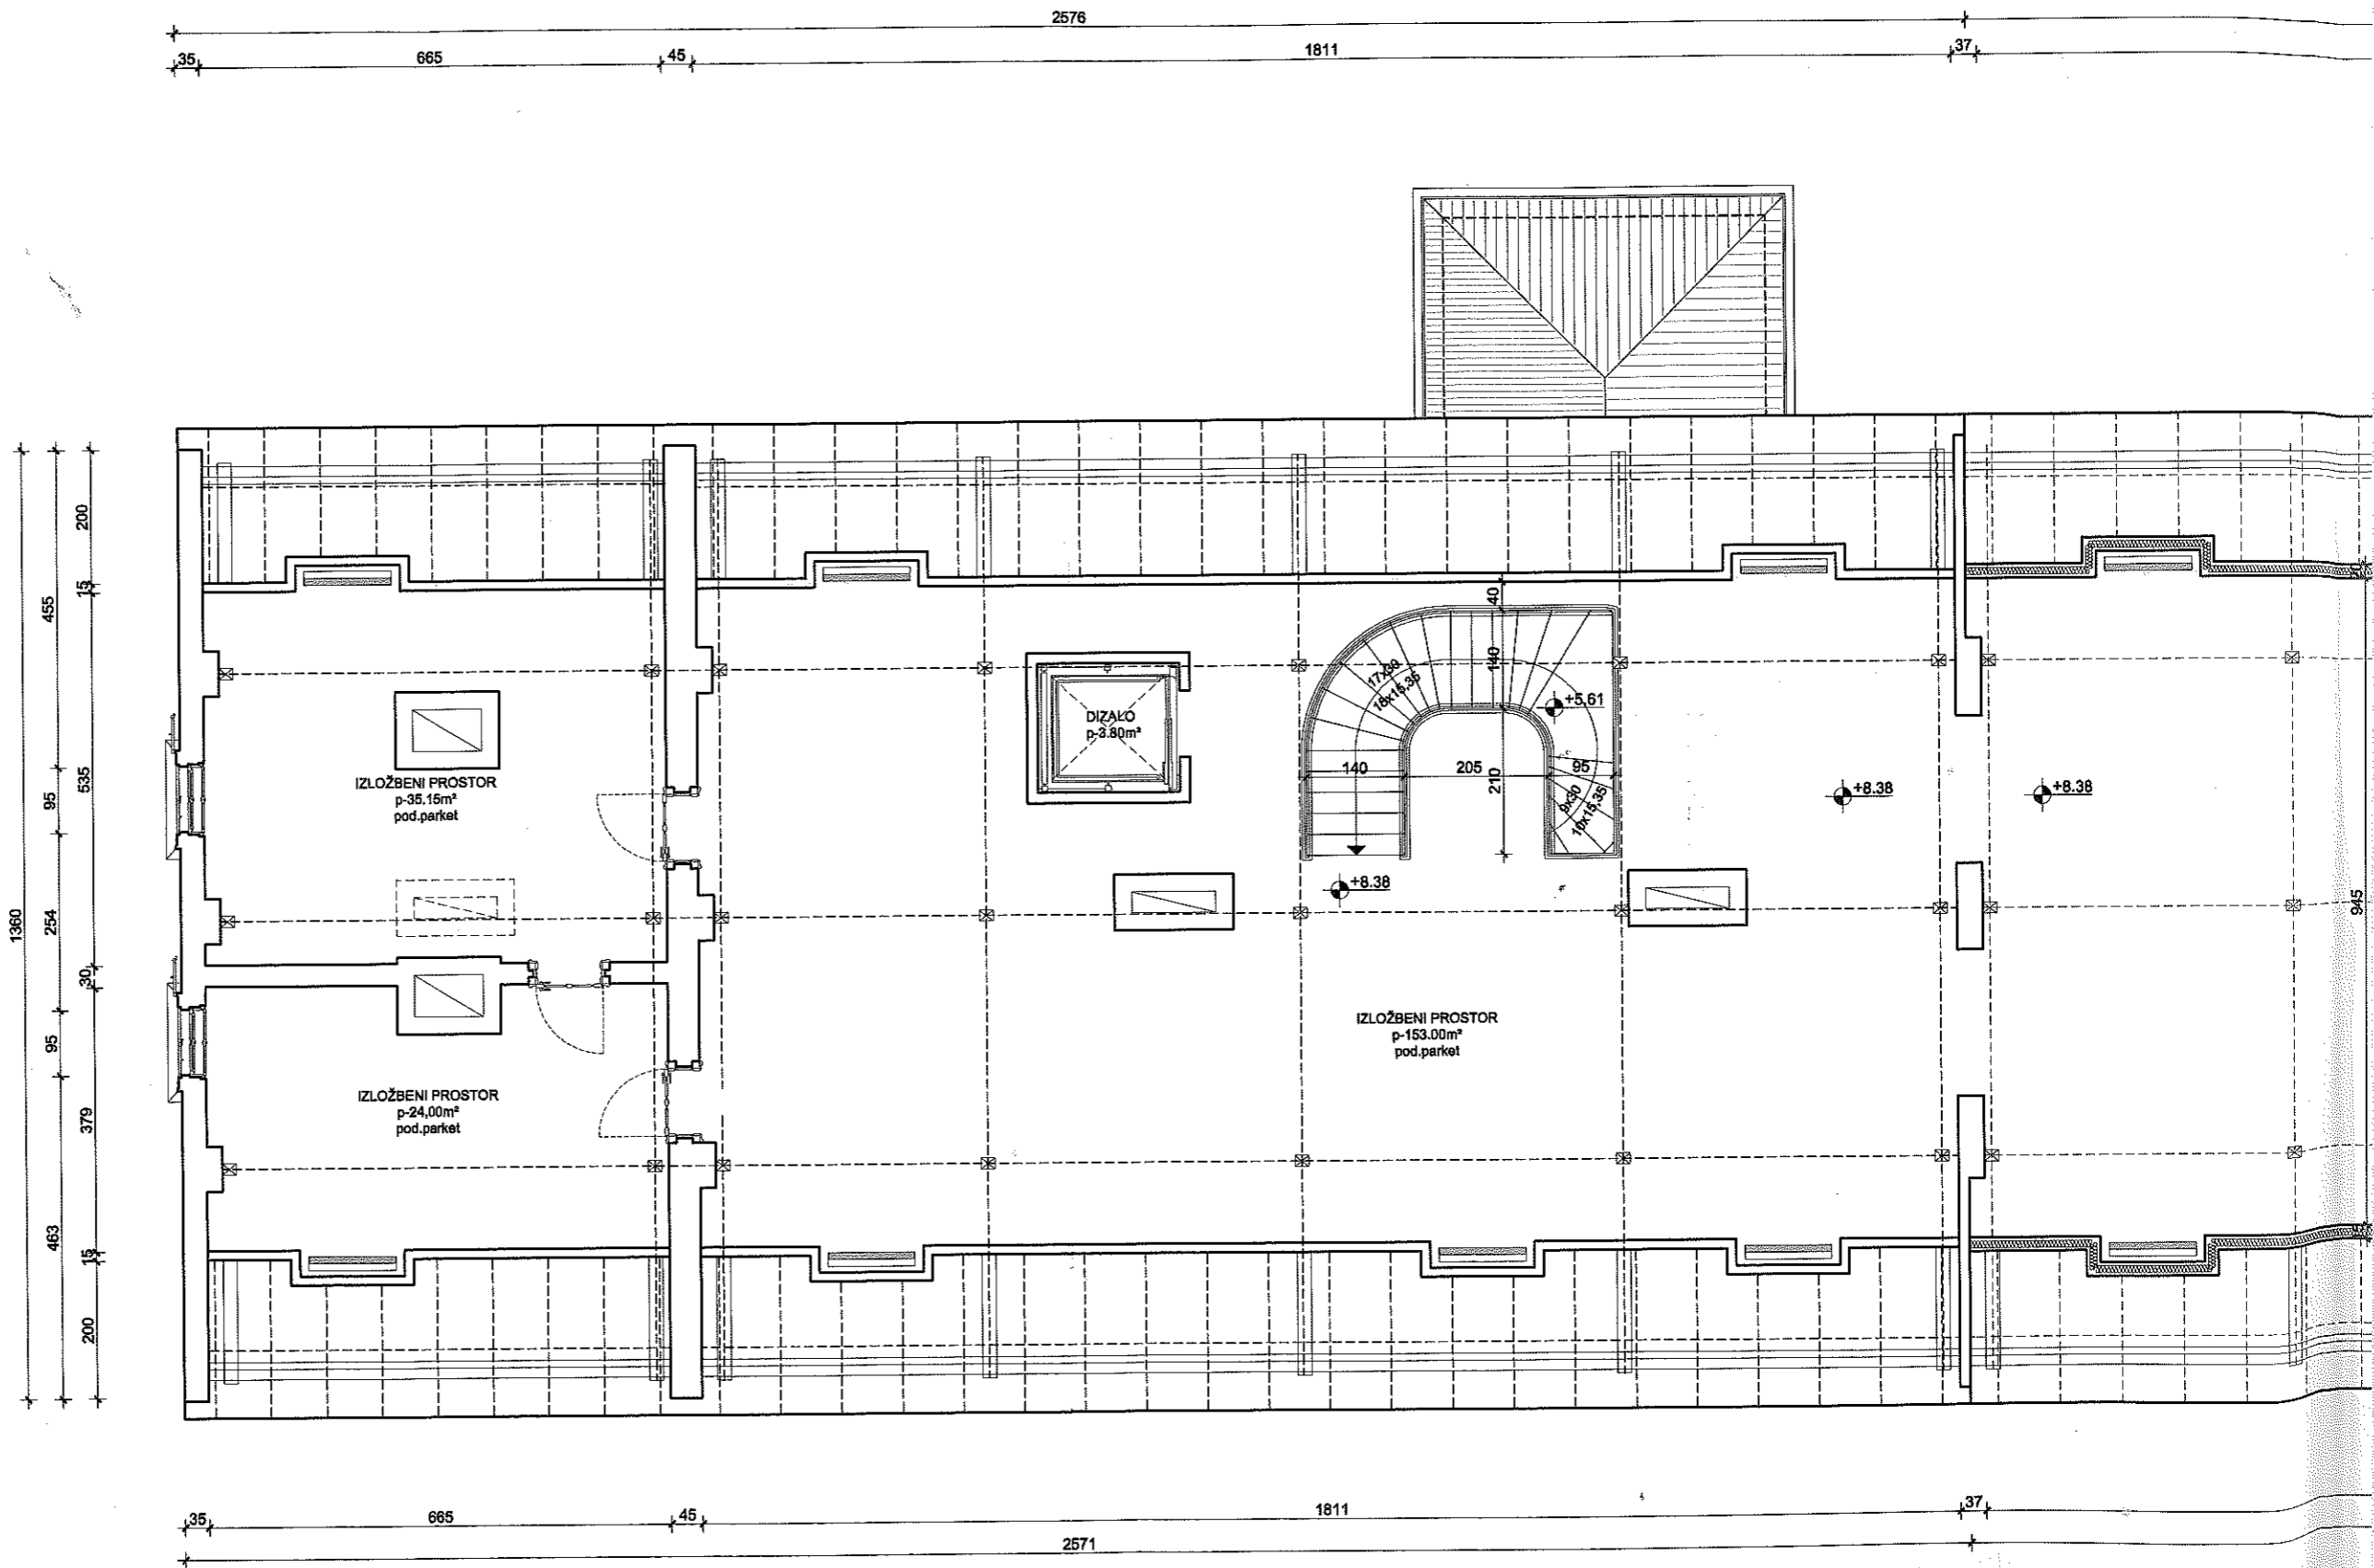 2576
35 665 45 1811 37
200
15
455
535
95
254
1360
30
95
379
463
15
200
40
140
17x30
18x15,35
+5,61
140 205 95
210
9x30
10x15,35
DIZALO
p-3.80m²
IZLOŽBENI PROSTOR
p-35.15m²
pod.parket
+8.38
+8.38
+8.38
945
IZLOŽBENI PROSTOR
p-153.00m²
pod.parket
IZLOŽBENI PROSTOR
p-24,00m²
pod.parket
35 665 45 1811 37
2571